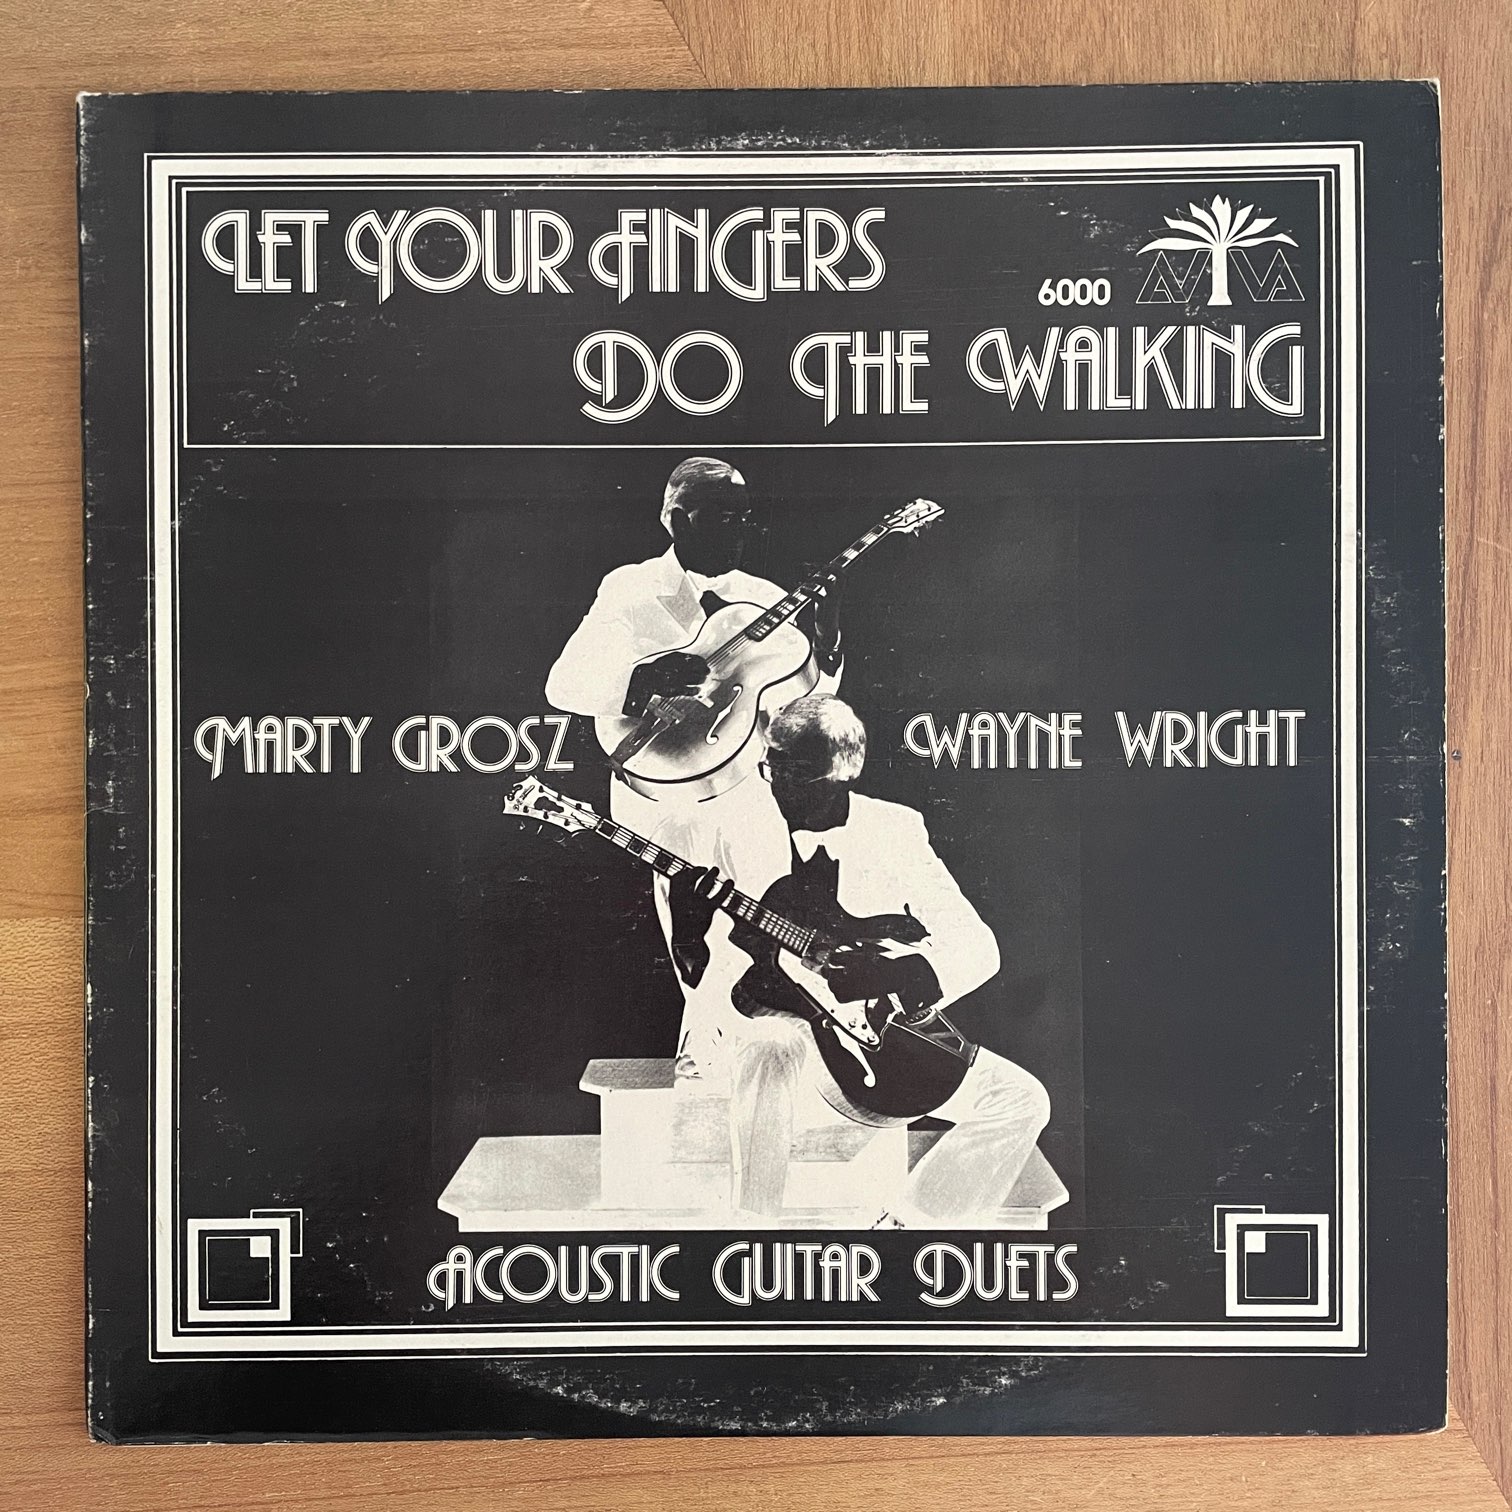 LET YOUR FINGERS
6000 AVIVA
DO THE WALKING
MARTY GROSZ
WAYNE WRIGHT
ACOUSTIC GUITAR DUETS